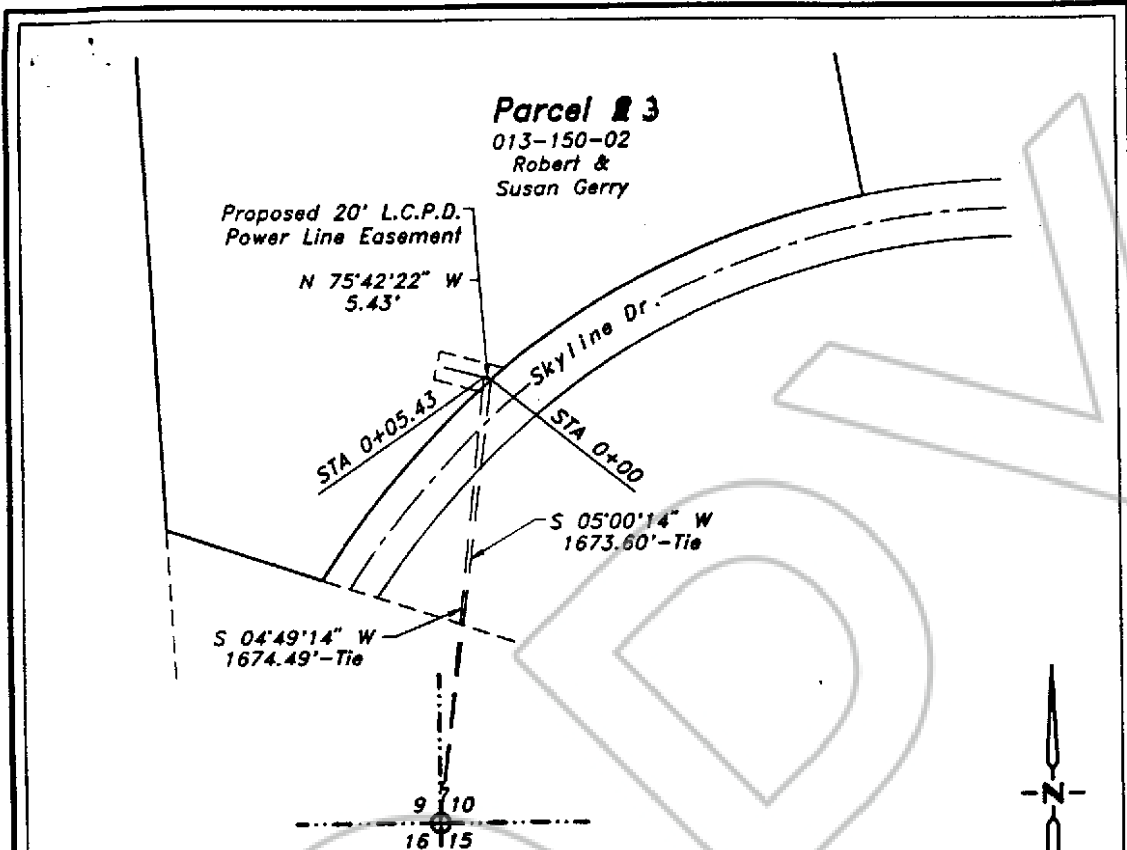 Parcel 3
013-150-02
Robert &
Susan Gerry
Proposed 20' L.C.P.D.
Power Line Easement
N 75°42'22" W
5.43'
Skyline Dr.
STA 0+05.43
STA 0+00
S 05°00'14" W
1673.60'-Tie
S 04°49'14" W
1674.49'-Tie
9 10
16 15
N